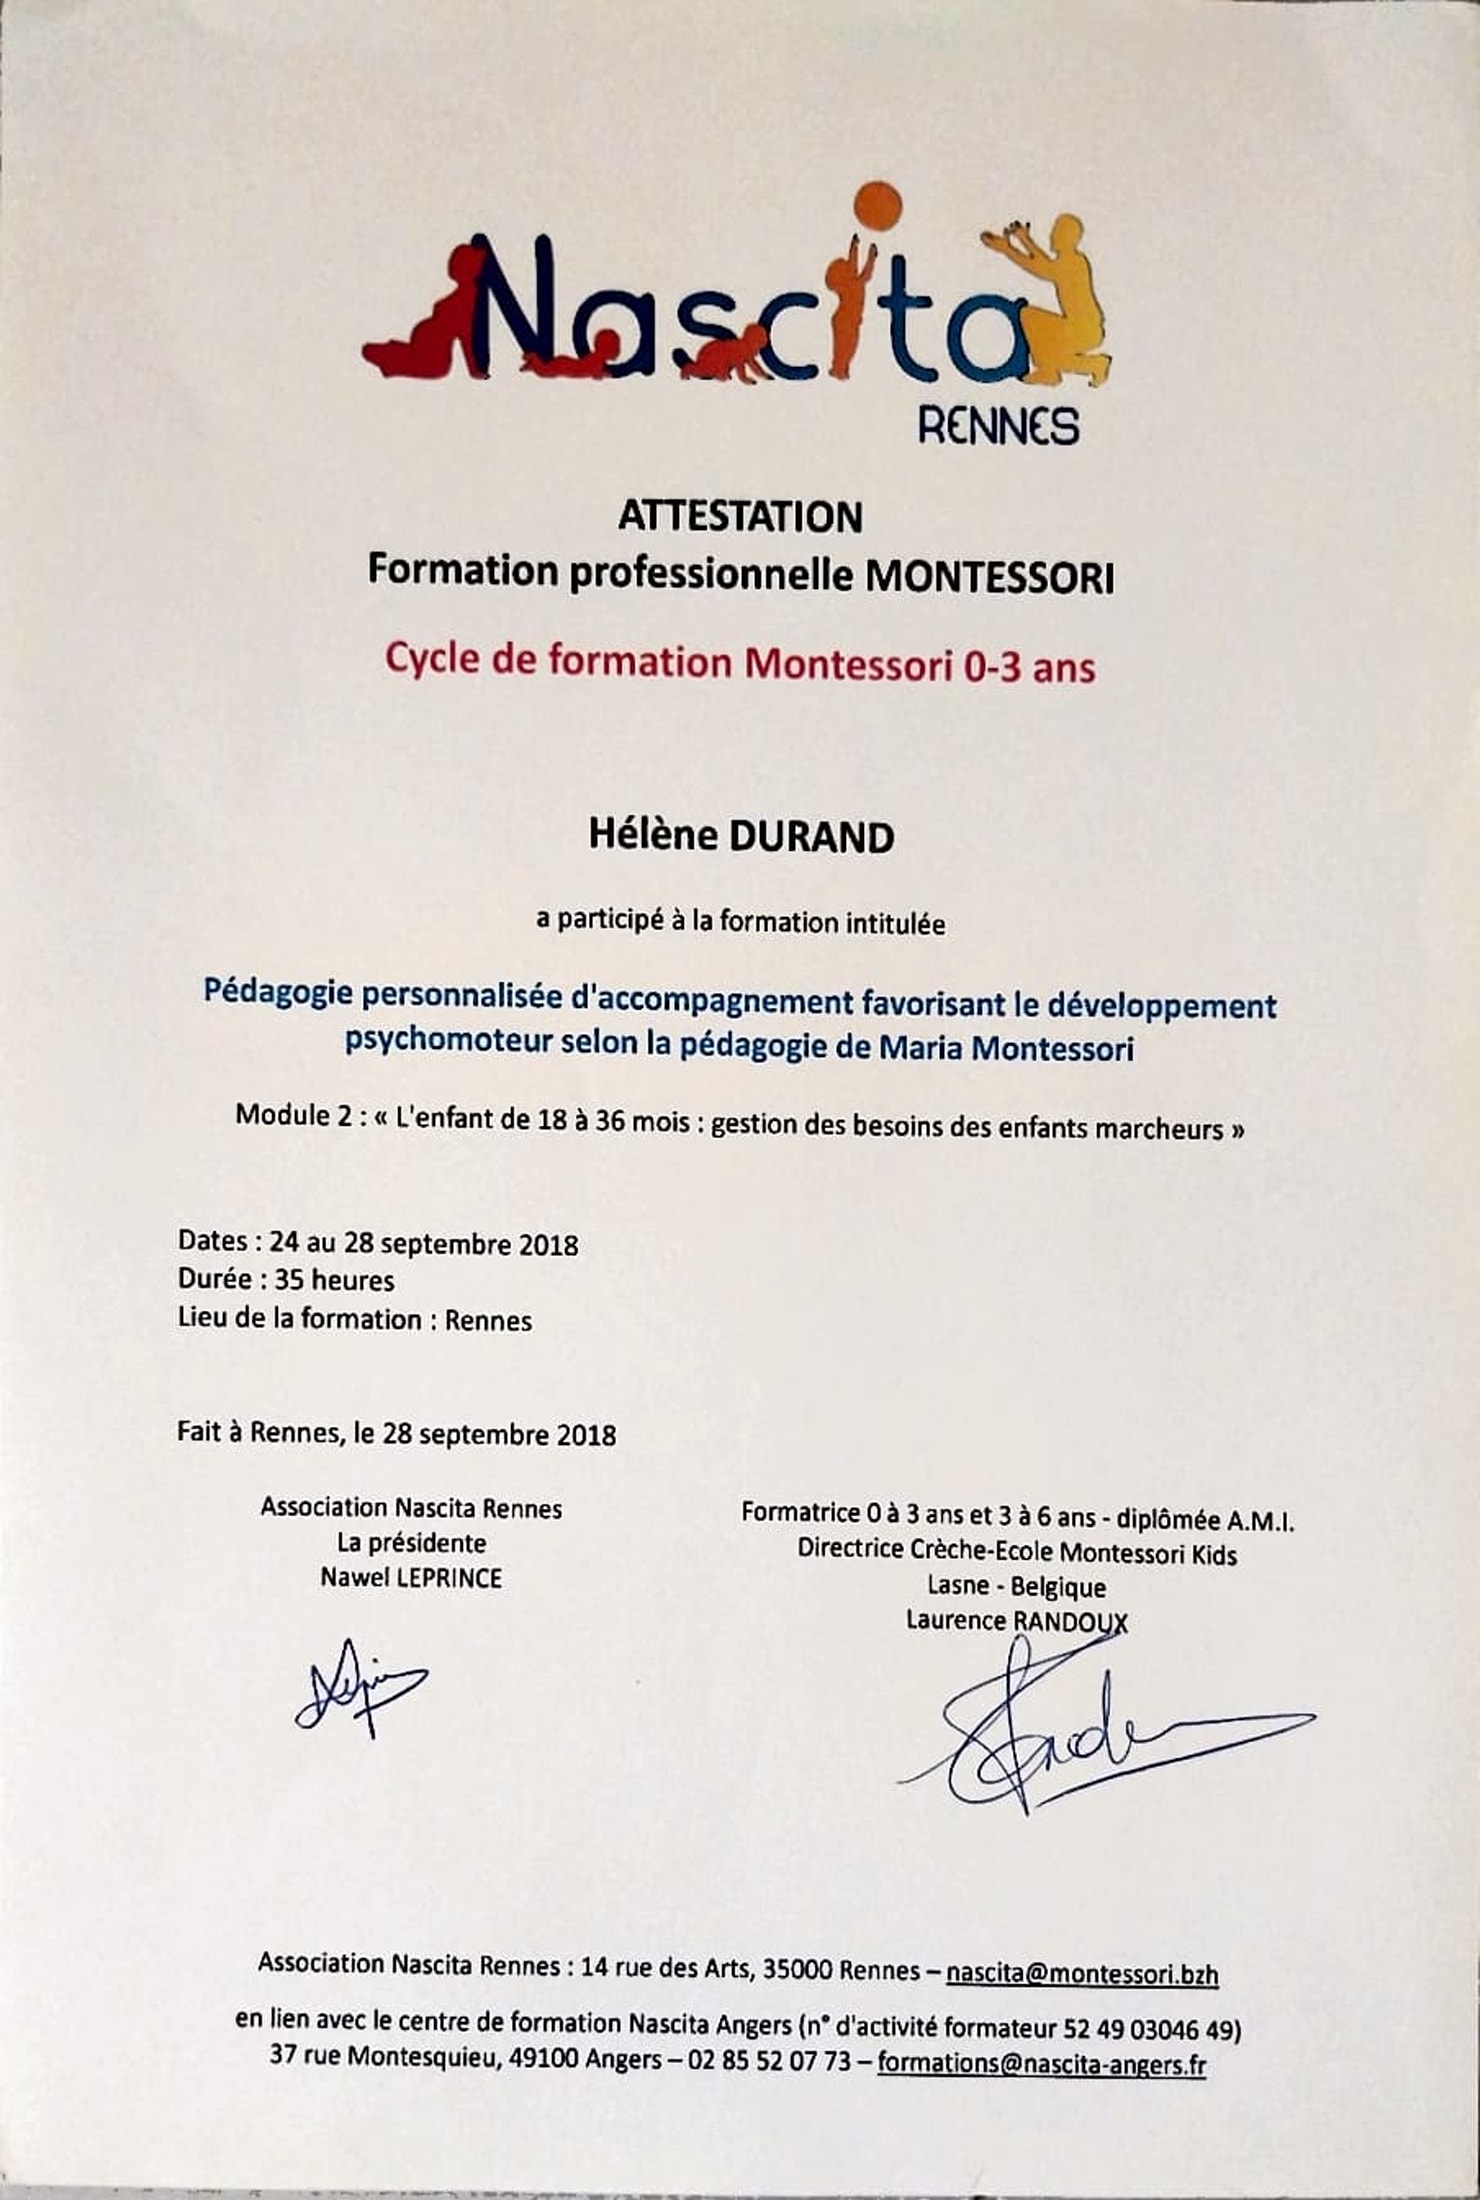 Nascita
RENNES
ATTESTATION
Formation professionnelle MONTESSORI
Cycle de formation Montessori 0-3 ans
Hélène DURAND
a participé à la formation intitulée
Pédagogie personnalisée d'accompagnement favorisant le développement
psychomoteur selon la pédagogie de Maria Montessori
Module 2 : « L'enfant de 18 à 36 mois : gestion des besoins des enfants marcheurs »
Dates : 24 au 28 septembre 2018
Durée : 35 heures
Lieu de la formation : Rennes
Fait à Rennes, le 28 septembre 2018
Association Nascita Rennes
La présidente
Nawel LEPRINCE
Formatrice 0 à 3 ans et 3 à 6 ans - diplômée A.M.I.
Directrice Crèche-Ecole Montessori Kids
Lasne - Belgique
Laurence RANDOUX
Association Nascita Rennes : 14 rue des Arts, 35000 Rennes – nascita@montessori.bzh
en lien avec le centre de formation Nascita Angers (n° d'activité formateur 52 49 03046 49)
37 rue Montesquieu, 49100 Angers – 02 85 52 07 73 – formations@nascita-angers.fr